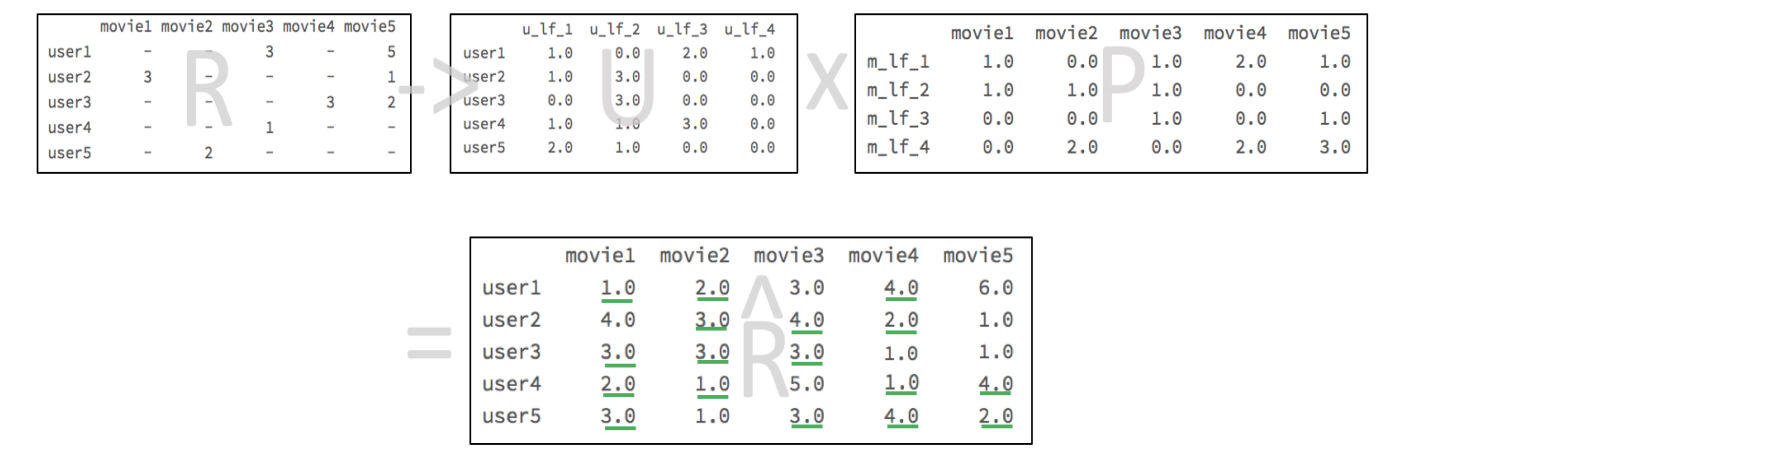 movie1 movie2 movie3 movie4 movie5
user1 - - 3 - 5
user2 3 - - - 1
user3 - - - 3 2
user4 - - 1 - -
user5 - 2 - - -
R
->
u_lf_1 u_lf_2 u_lf_3 u_lf_4
user1 1.0 0.0 2.0 1.0
user2 1.0 3.0 0.0 0.0
user3 0.0 3.0 0.0 0.0
user4 1.0 1.0 3.0 0.0
user5 2.0 1.0 0.0 0.0
U
X
movie1 movie2 movie3 movie4 movie5
m_lf_1 1.0 0.0 1.0 2.0 1.0
m_lf_2 1.0 1.0 1.0 0.0 0.0
m_lf_3 0.0 0.0 1.0 0.0 1.0
m_lf_4 0.0 2.0 0.0 2.0 3.0
P
=
movie1 movie2 movie3 movie4 movie5
user1 1.0 2.0 3.0 4.0 6.0
user2 4.0 3.0 4.0 2.0 1.0
user3 3.0 3.0 3.0 1.0 1.0
user4 2.0 1.0 5.0 1.0 4.0
user5 3.0 1.0 3.0 4.0 2.0
^
R